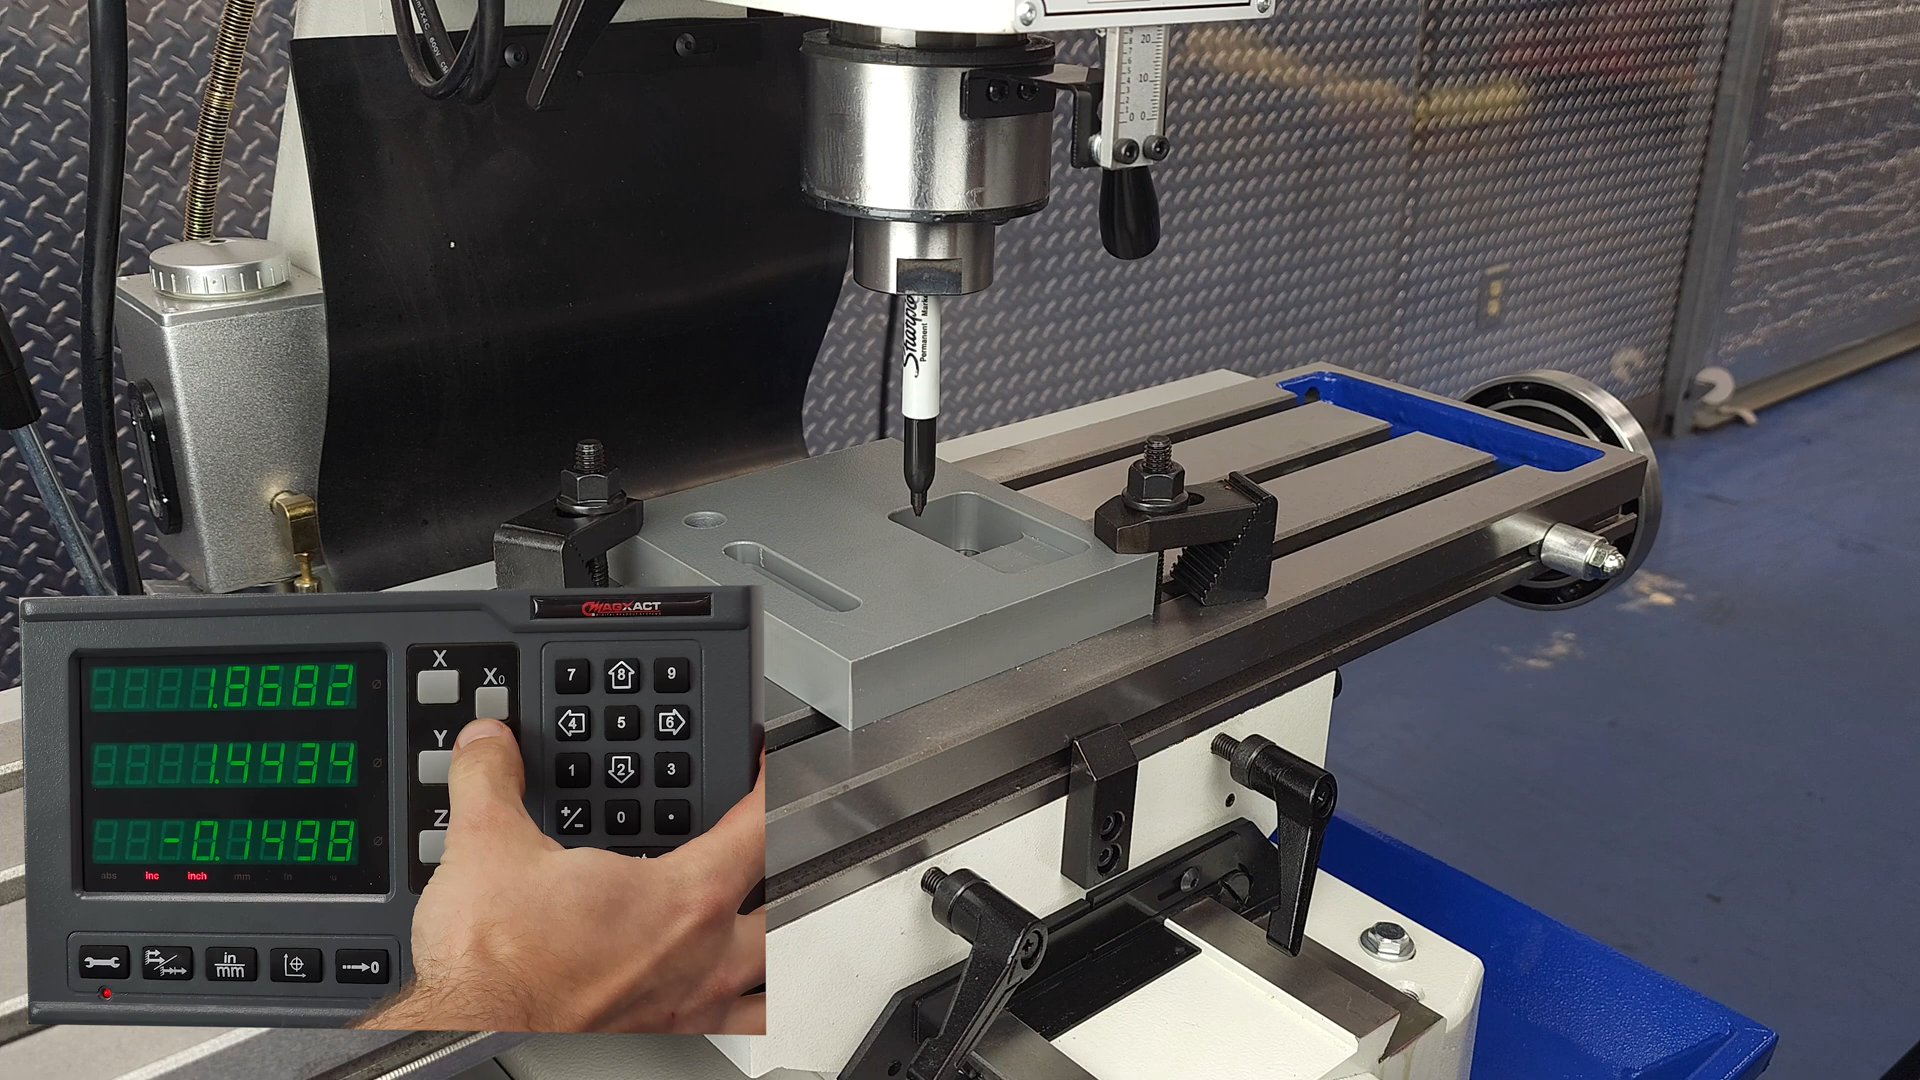 20
10
0 0
Sharpie
Permanent Marker
MAGXACT
1.8682
1.4434
-0.1498
abs inc inch mm
X
X0
Y
Z
7 8 9
4 5 6
1 2 3
+/- 0 .
in
mm
→0